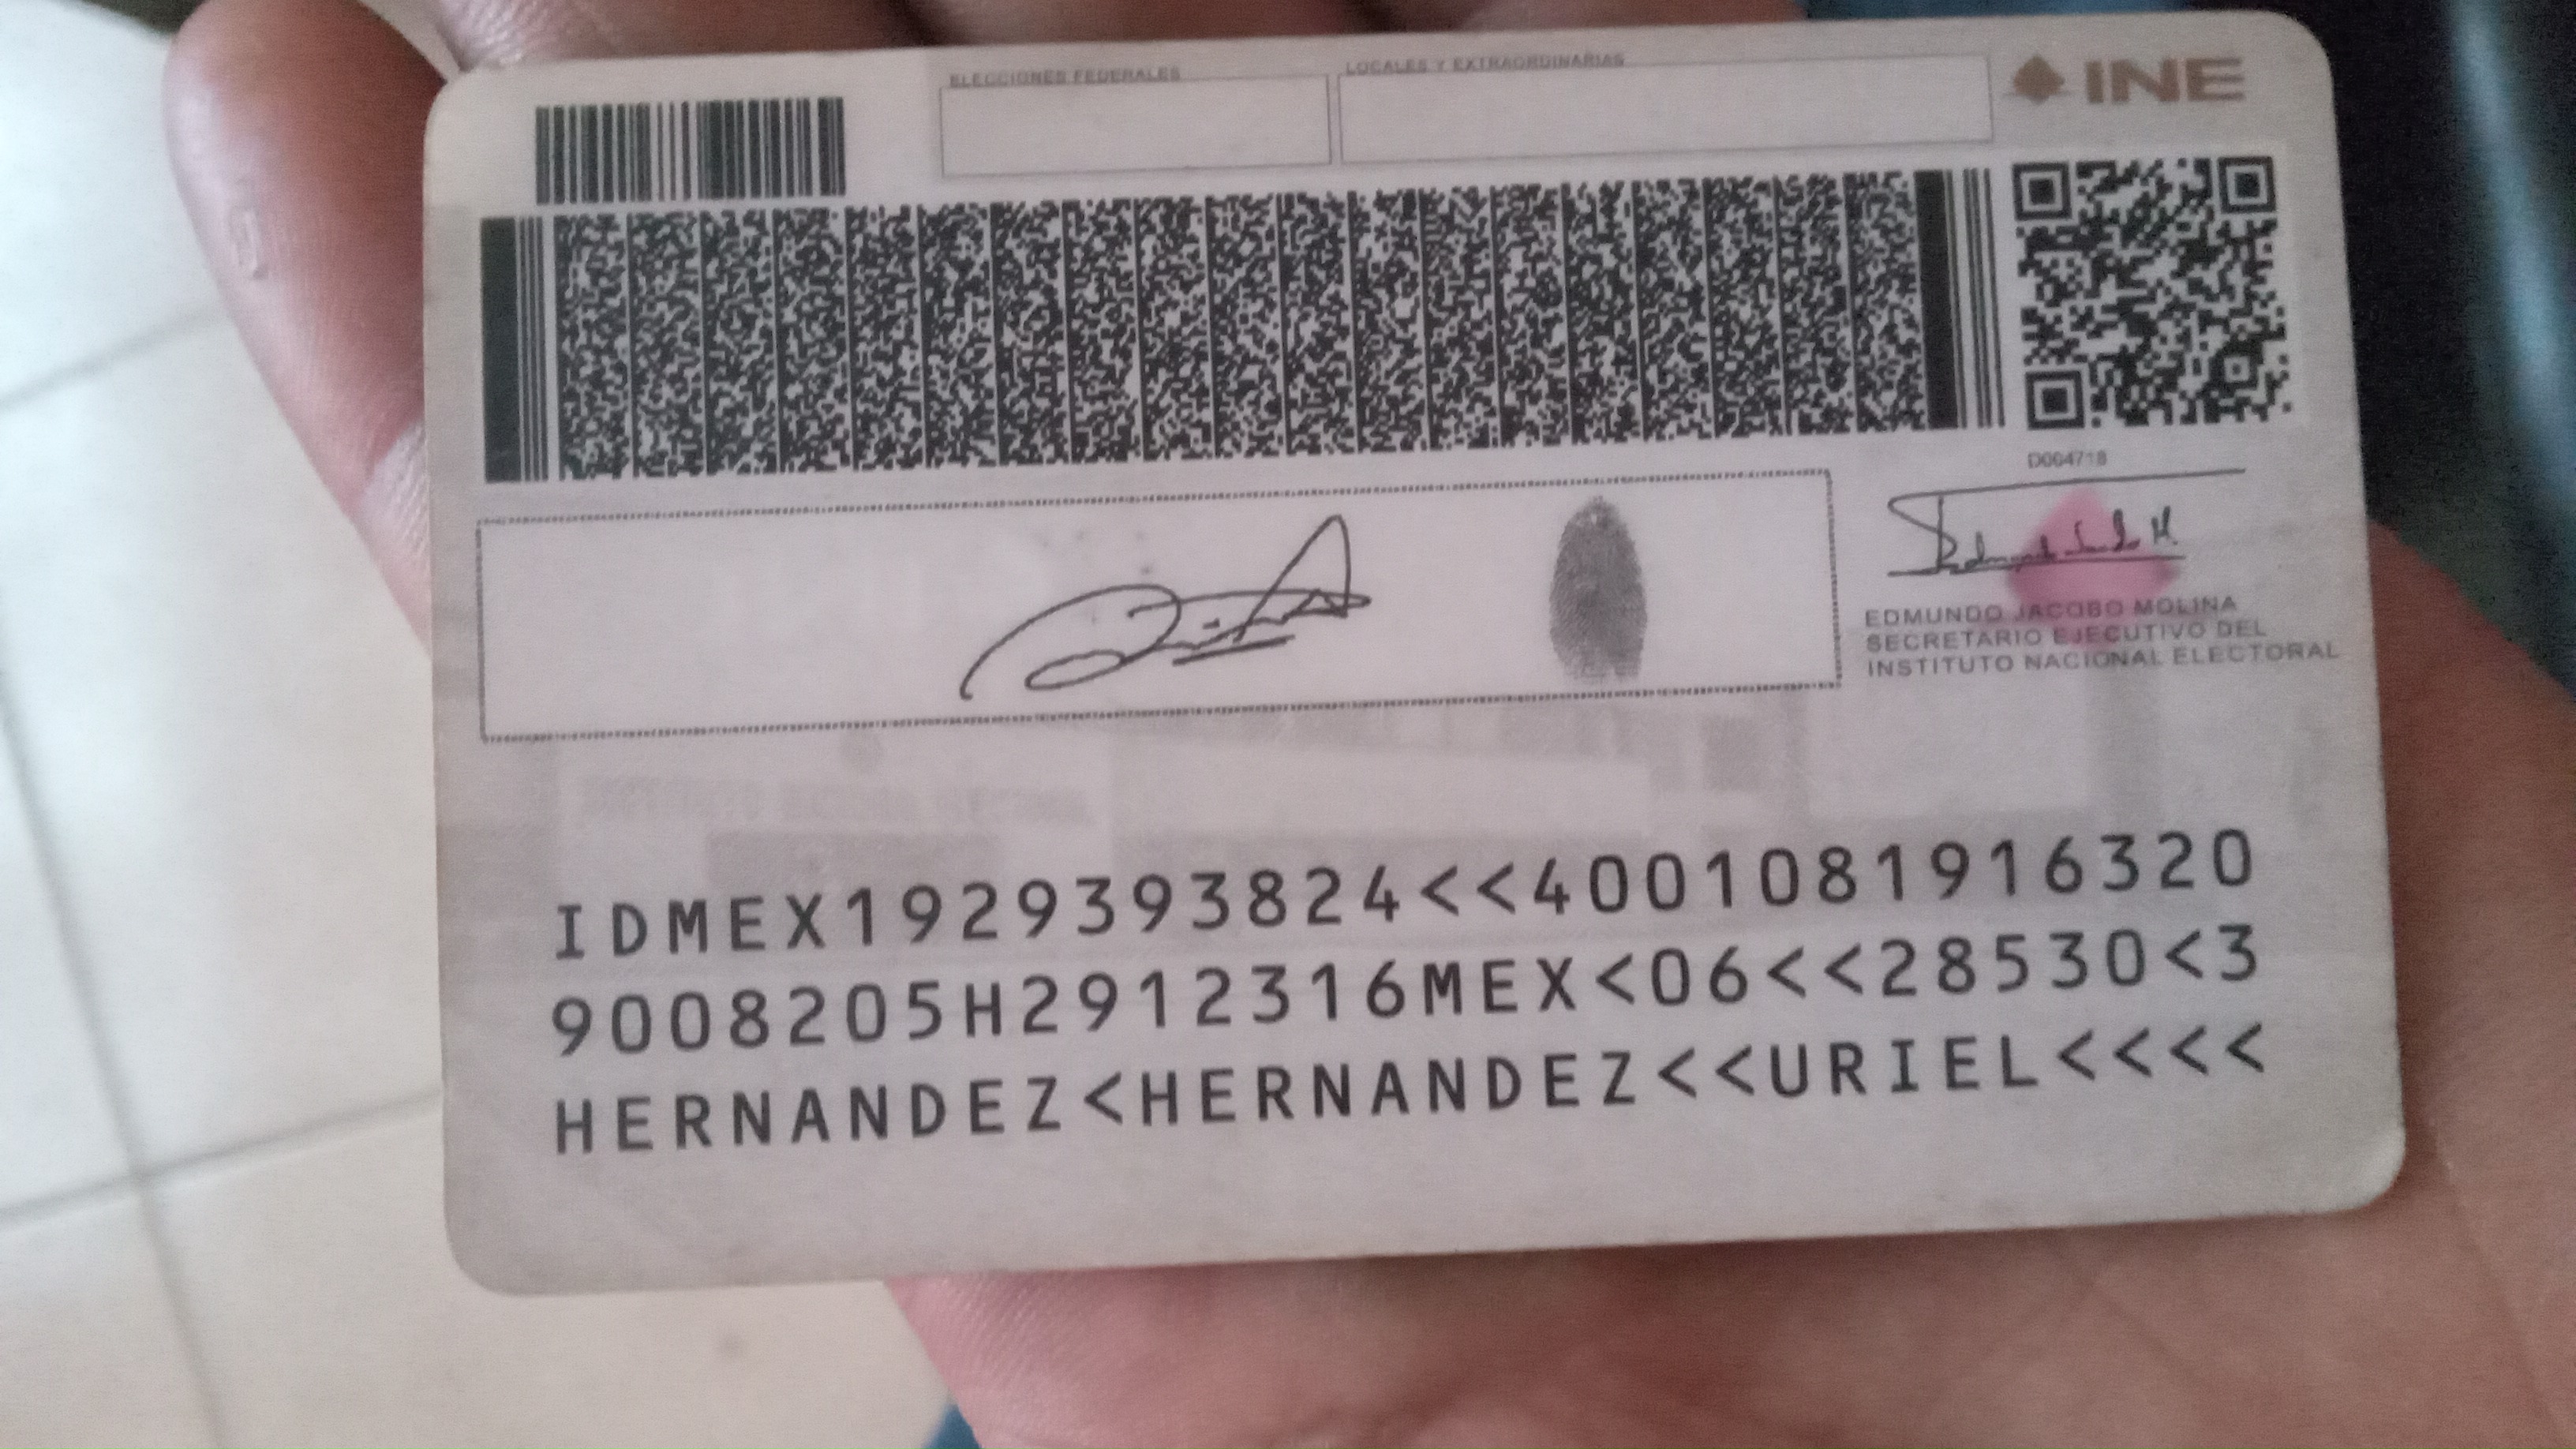 ELECCIONES FEDERALES
LOCALES Y EXTRAORDINARIAS
INE
D004718
EDMUNDO JACOBO MOLINA
SECRETARIO EJECUTIVO DEL
INSTITUTO NACIONAL ELECTORAL
IDMEX1929393824<<4001081916320
9008205H2912316MEX<06<<28530<3
HERNANDEZ<HERNANDEZ<<URIEL<<<<